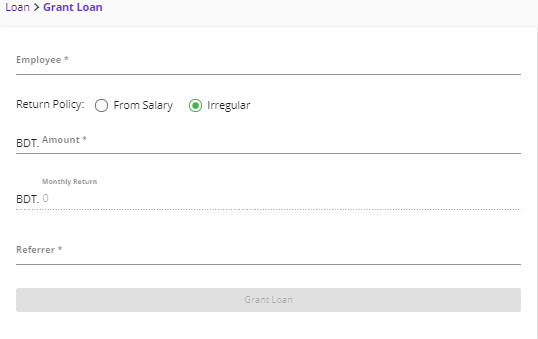 Loan > Grant Loan
Employee *
Return Policy: From Salary Irregular
BDT. Amount *
Monthly Return
BDT. 0
Referrer *
Grant Loan